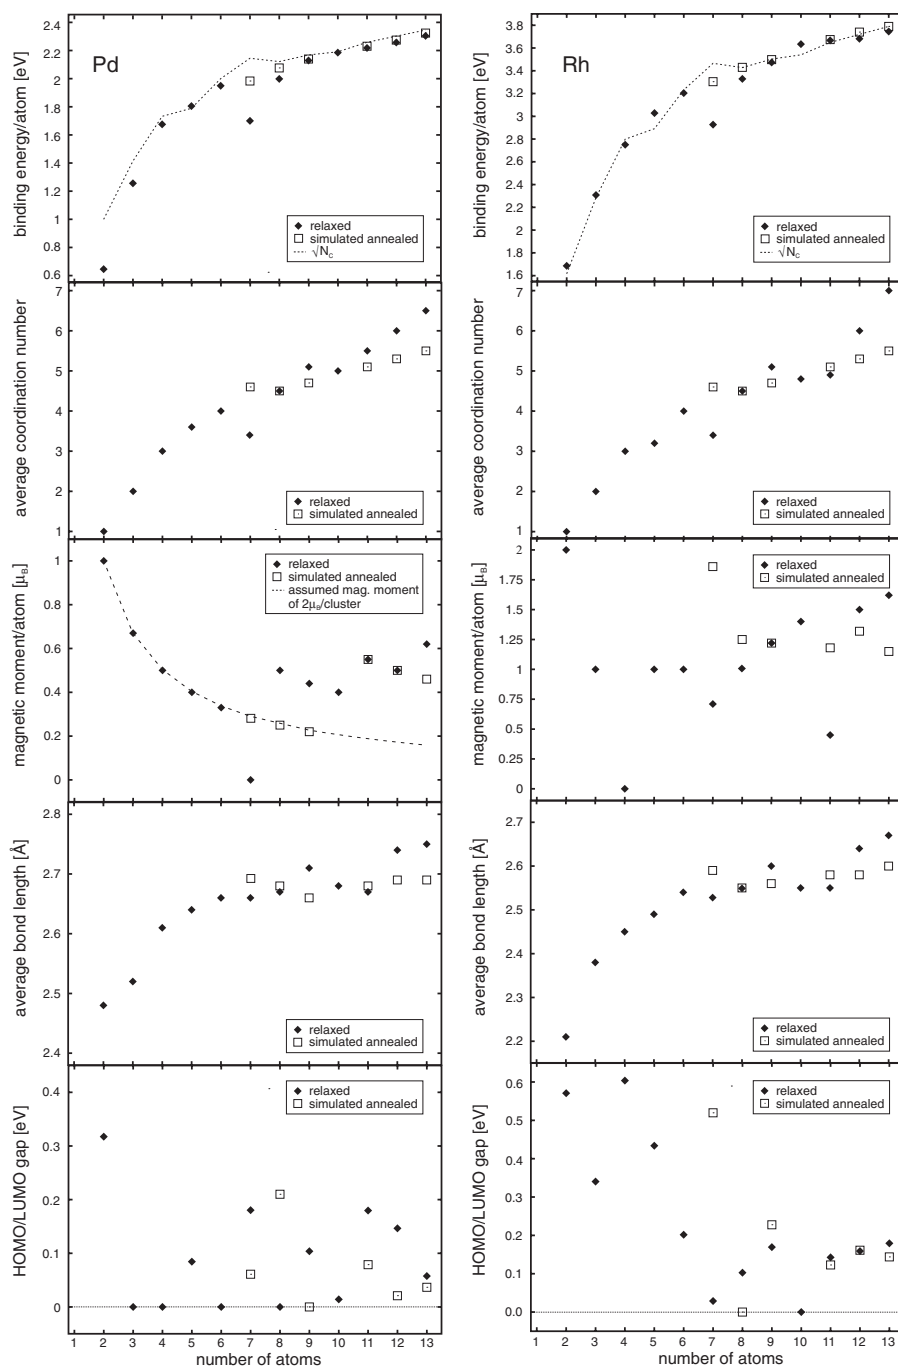 Pd
binding energy/atom [eV]
2.4
2.2
2
1.8
1.6
1.4
1.2
1
0.8
0.6
relaxed
simulated annealed
√Nc
average coordination number
7
6
5
4
3
2
1
relaxed
simulated annealed
magnetic moment/atom [μB]
1
0.8
0.6
0.4
0.2
0
relaxed
simulated annealed
assumed mag. moment
of 2μB/cluster
average bond length [Å]
2.8
2.7
2.6
2.5
2.4
relaxed
simulated annealed
HOMO/LUMO gap [eV]
0.4
0.3
0.2
0.1
0
relaxed
simulated annealed
1 2 3 4 5 6 7 8 9 10 11 12 13
number of atoms
Rh
binding energy/atom [eV]
3.8
3.6
3.4
3.2
3
2.8
2.6
2.4
2.2
2
1.8
1.6
relaxed
simulated annealed
√Nc
average coordination number
7
6
5
4
3
2
1
relaxed
simulated annealed
magnetic moment/atom [μB]
2
1.75
1.5
1.25
1
0.75
0.5
0.25
0
relaxed
simulated annealed
average bond length [Å]
2.7
2.6
2.5
2.4
2.3
2.2
relaxed
simulated annealed
HOMO/LUMO gap [eV]
0.6
0.5
0.4
0.3
0.2
0.1
0.0
relaxed
simulated annealed
1 2 3 4 5 6 7 8 9 10 11 12 13
number of atoms